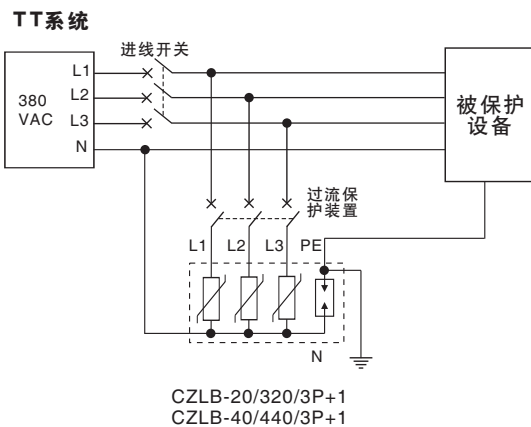 TT系统
进线开关
L1
L2
380
VAC
L3
N
被保护
设备
过流保
护装置
L1
L2
L3
PE
N
CZLB-20/320/3P+1
CZLB-40/440/3P+1